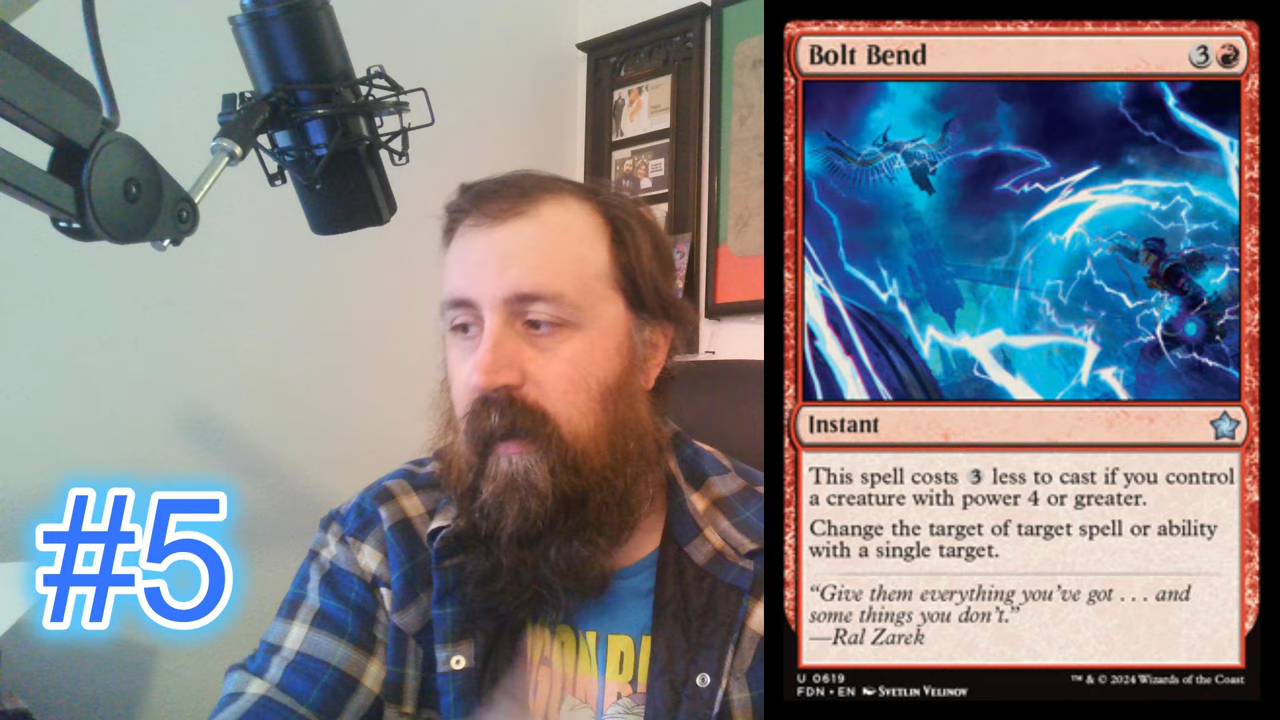 #5
Bolt Bend
3
Instant
This spell costs 3 less to cast if you control
a creature with power 4 or greater.
Change the target of target spell or ability
with a single target.
“Give them everything you’ve got . . . and
some things you don’t.”
—Ral Zarek
U 0619
FDN • EN Svetlin Velinov
™ & © 2024 Wizards of the Coast